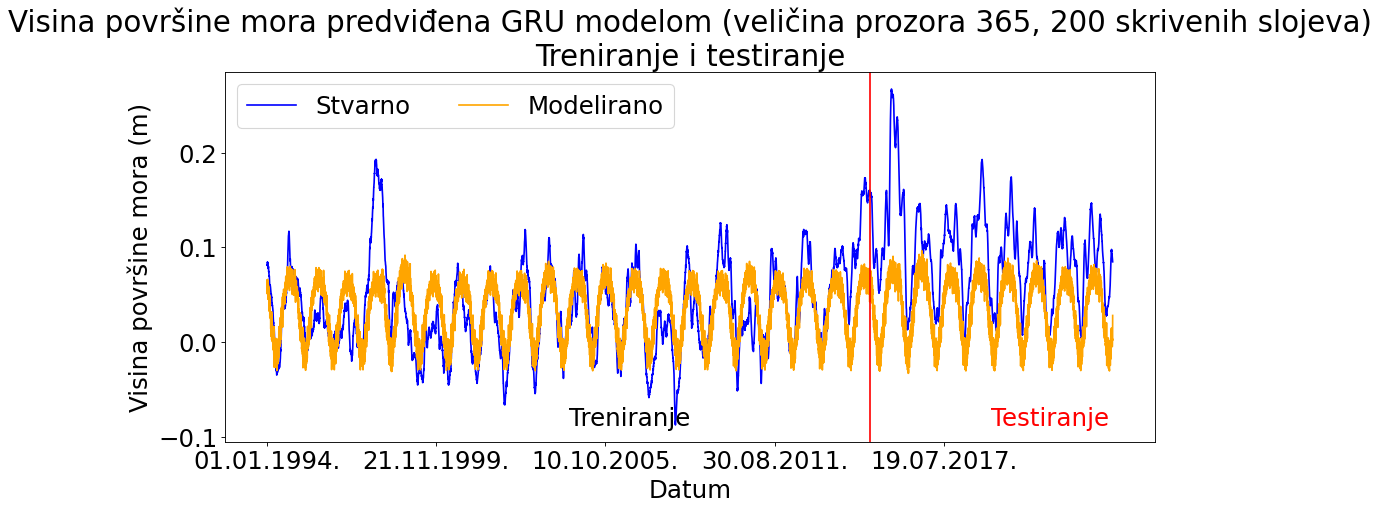 Visina površine mora predviđena GRU modelom (veličina prozora 365, 200 skrivenih slojeva)
Treniranje i testiranje
Stvarno
Modelirano
Visina površine mora (m)
0.2
0.1
0.0
−0.1
Treniranje
Testiranje
01.01.1994.
21.11.1999.
10.10.2005.
30.08.2011.
19.07.2017.
Datum